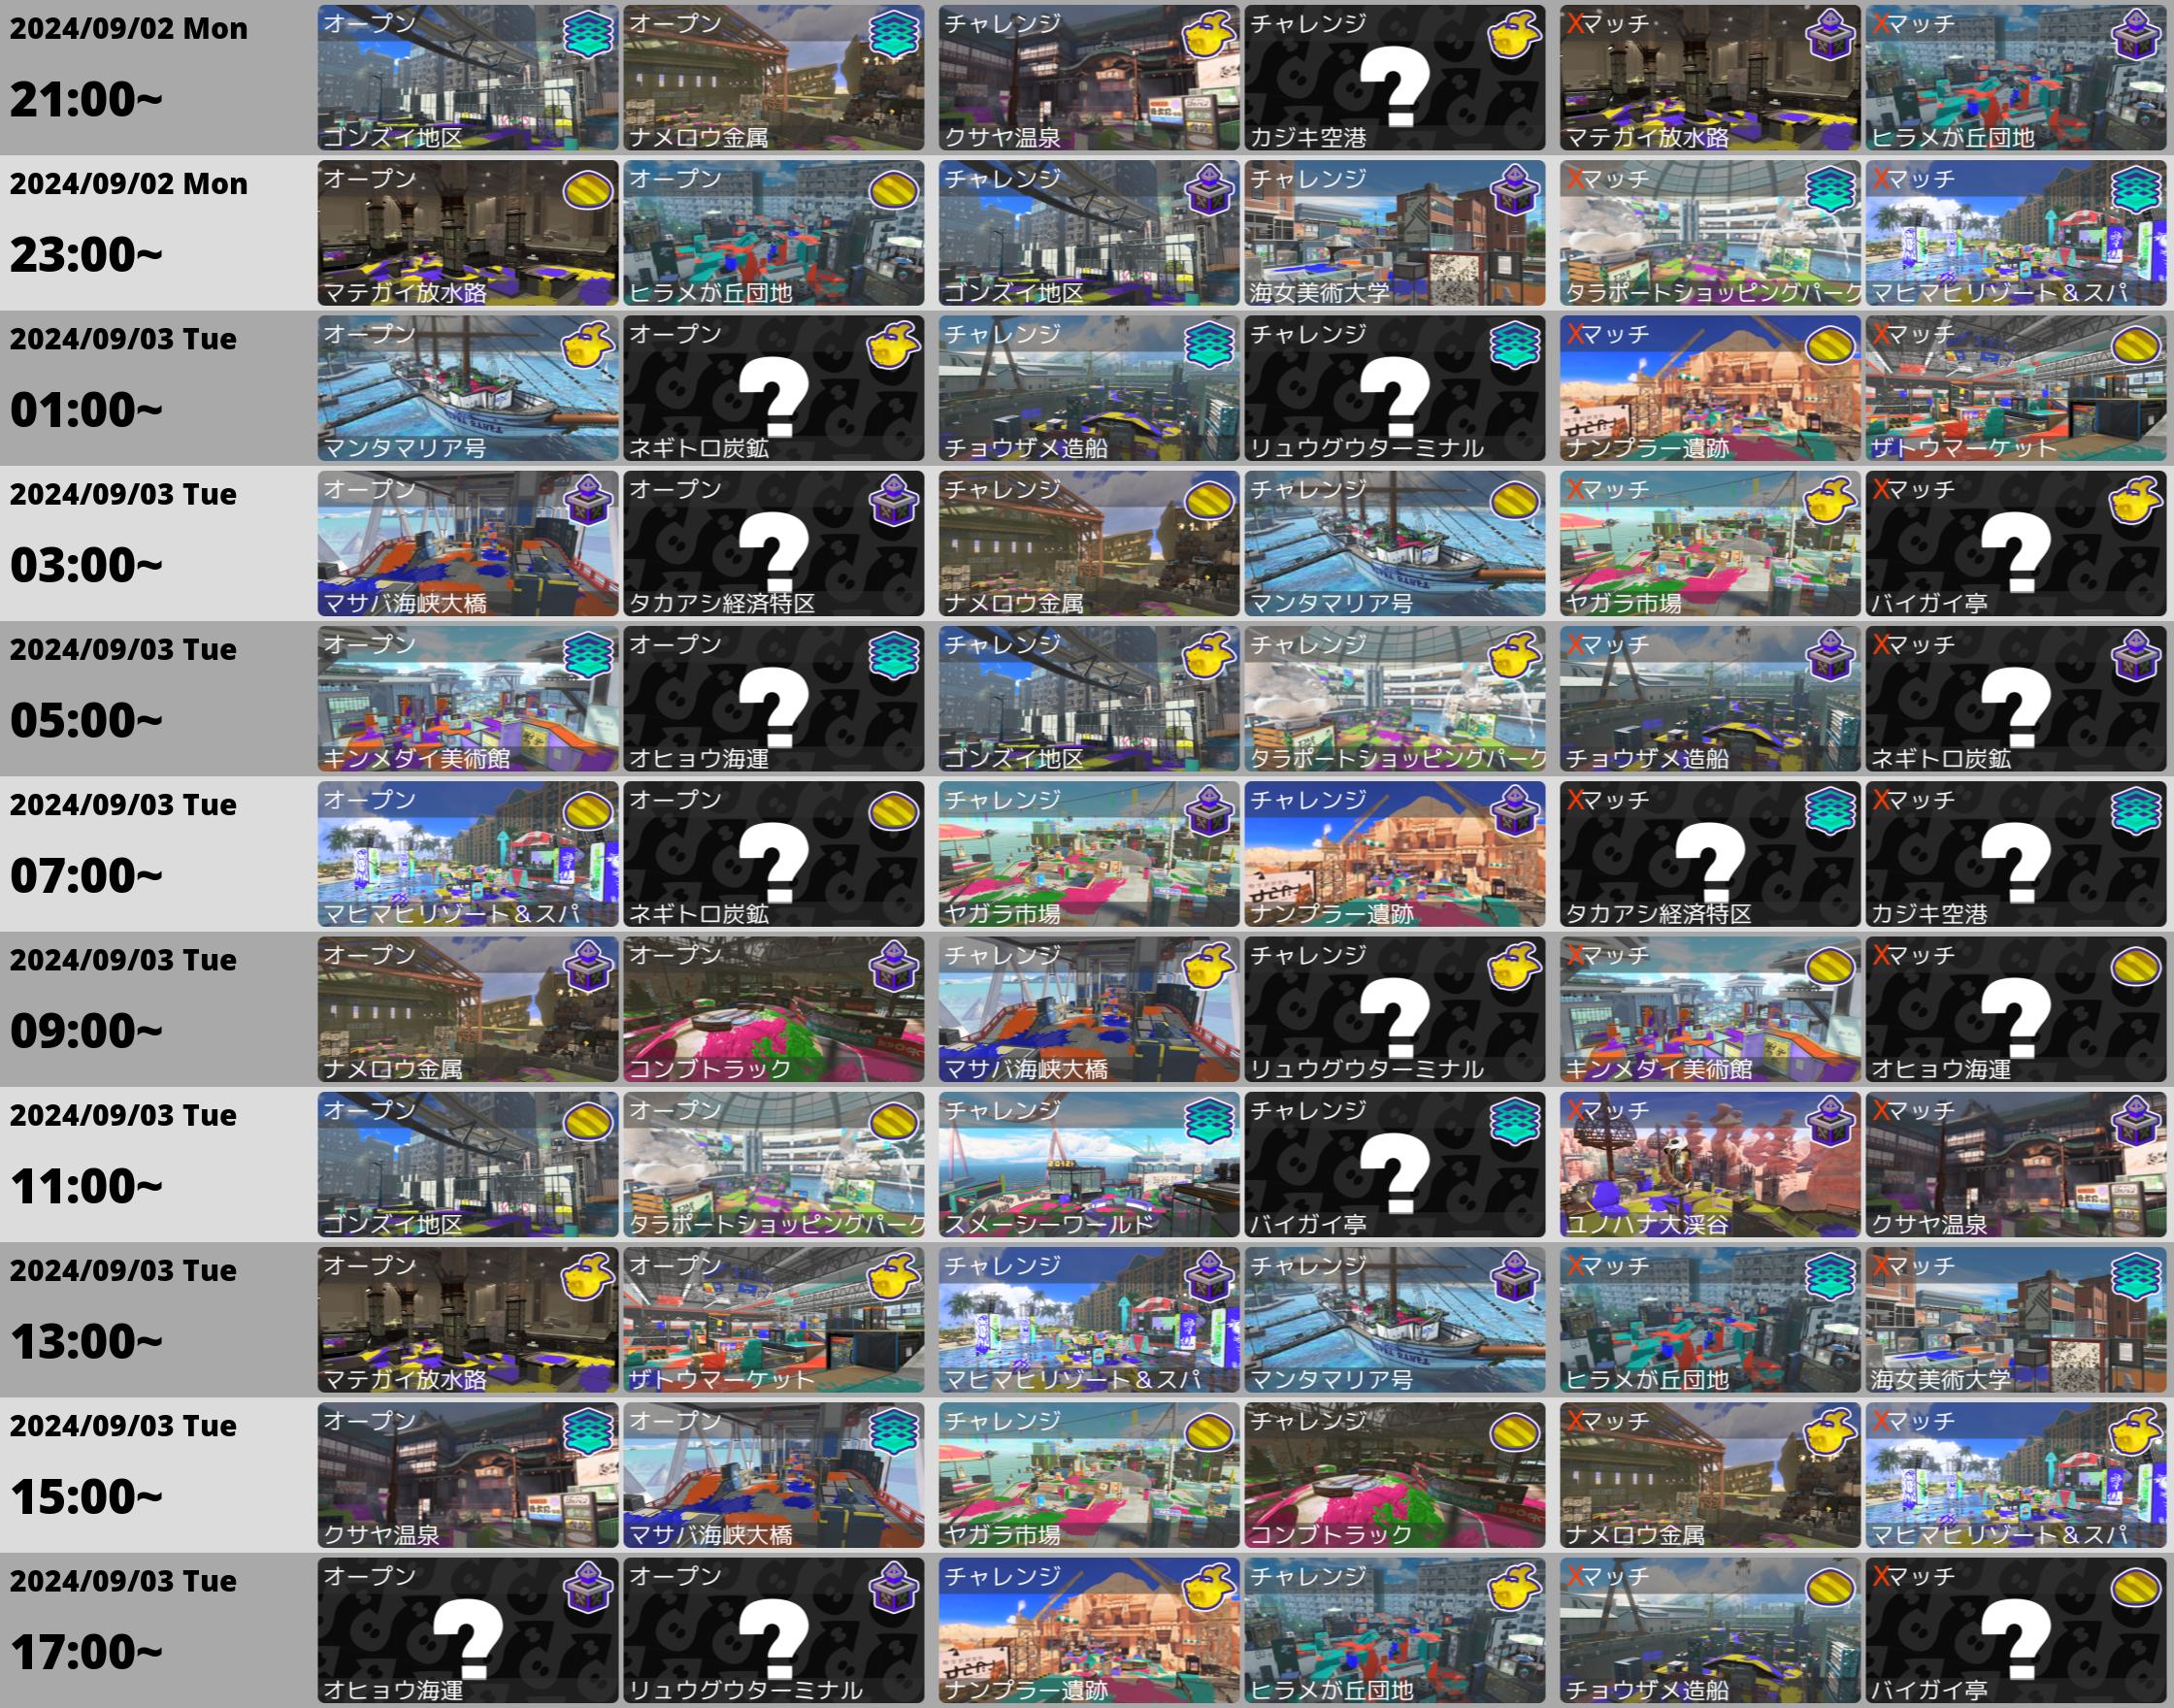 2024/09/02 Mon
21:00~
オープン
ゴンズイ地区
オープン
ナメロウ金属
チャレンジ
クサヤ温泉
チャレンジ
?
カジキ空港
Xマッチ
マテガイ放水路
Xマッチ
ヒラメが丘団地
2024/09/02 Mon
23:00~
オープン
マテガイ放水路
オープン
ヒラメが丘団地
チャレンジ
ゴンズイ地区
チャレンジ
海女美術大学
Xマッチ
タラポートショッピングパーク
Xマッチ
マヒマヒリゾート&スパ
2024/09/03 Tue
01:00~
オープン
マンタマリア号
オープン
?
ネギトロ炭鉱
チャレンジ
チョウザメ造船
チャレンジ
?
リュウグウターミナル
Xマッチ
ナンプラー遺跡
Xマッチ
ザトウマーケット
2024/09/03 Tue
03:00~
オープン
マサバ海峡大橋
オープン
?
タカアシ経済特区
チャレンジ
ナメロウ金属
チャレンジ
マンタマリア号
Xマッチ
ヤガラ市場
Xマッチ
?
バイガイ亭
2024/09/03 Tue
05:00~
オープン
キンメダイ美術館
オープン
?
オヒョウ海運
チャレンジ
ゴンズイ地区
チャレンジ
タラポートショッピングパーク
Xマッチ
チョウザメ造船
Xマッチ
?
ネギトロ炭鉱
2024/09/03 Tue
07:00~
オープン
マヒマヒリゾート&スパ
オープン
?
ネギトロ炭鉱
チャレンジ
ヤガラ市場
チャレンジ
ナンプラー遺跡
Xマッチ
?
タカアシ経済特区
Xマッチ
?
カジキ空港
2024/09/03 Tue
09:00~
オープン
ナメロウ金属
オープン
コンブトラック
チャレンジ
マサバ海峡大橋
チャレンジ
?
リュウグウターミナル
Xマッチ
キンメダイ美術館
Xマッチ
?
オヒョウ海運
2024/09/03 Tue
11:00~
オープン
ゴンズイ地区
オープン
タラポートショッピングパーク
チャレンジ
スメーシーワールド
チャレンジ
?
バイガイ亭
Xマッチ
ユノハナ大渓谷
Xマッチ
クサヤ温泉
2024/09/03 Tue
13:00~
オープン
マテガイ放水路
オープン
ザトウマーケット
チャレンジ
マヒマヒリゾート&スパ
チャレンジ
マンタマリア号
Xマッチ
ヒラメが丘団地
Xマッチ
海女美術大学
2024/09/03 Tue
15:00~
オープン
クサヤ温泉
オープン
マサバ海峡大橋
チャレンジ
ヤガラ市場
チャレンジ
コンブトラック
Xマッチ
ナメロウ金属
Xマッチ
マヒマヒリゾート&スパ
2024/09/03 Tue
17:00~
オープン
?
オヒョウ海運
オープン
?
リュウグウターミナル
チャレンジ
ナンプラー遺跡
チャレンジ
ヒラメが丘団地
Xマッチ
チョウザメ造船
Xマッチ
?
バイガイ亭